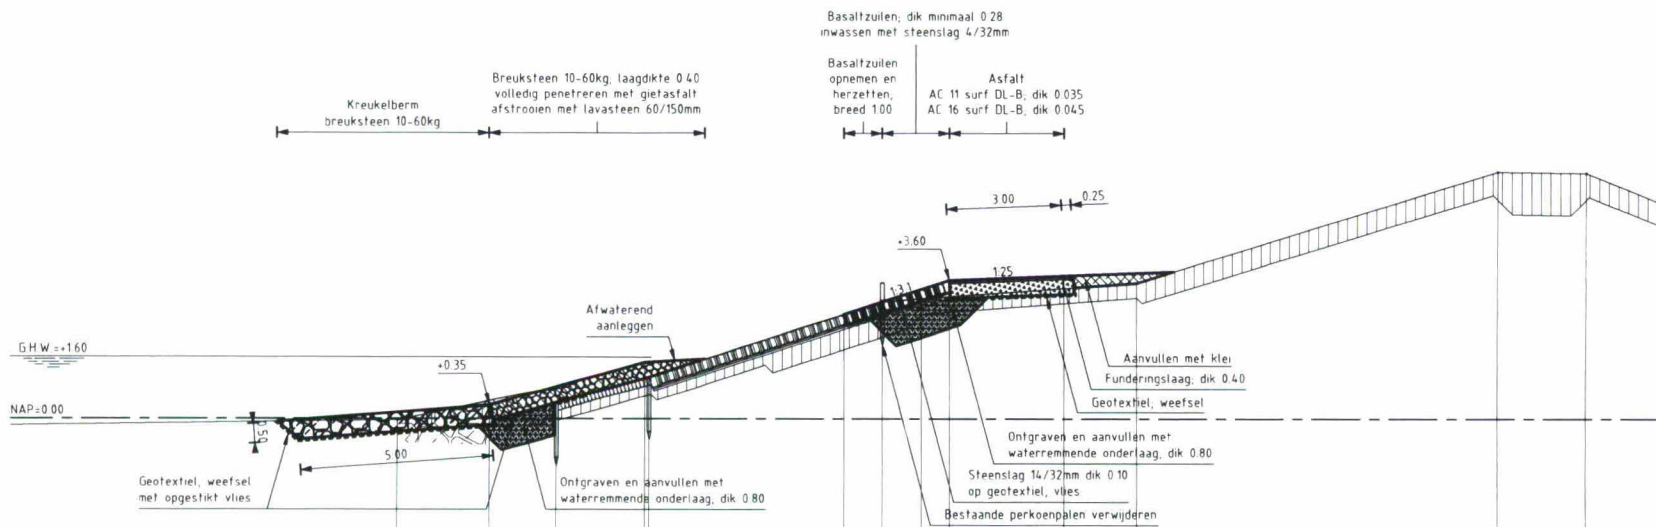 Basaltzuilen; dik minimaal 0.28
inwassen met steenslag 4/32mm
Kreukelberm
breuksteen 10-60kg
Breuksteen 10-60kg; laagdikte 0.40
volledig penetreren met gietasfalt
afstrooien met lavasteen 60/150mm
Basaltzuilen
opnemen en
herzetten;
breed 1.00
Asfalt
AC 11 surf DL-B; dik 0.035
AC 16 surf DL-B; dik 0.045
3.00
0.25
+3.60
1:25
1:3.1
Afwaterend
aanleggen
G.H.W.=+1.60
+0.35
NAP=0.00
0.50
5.00
Aanvullen met klei
Funderingslaag; dik 0.40
Geotextiel; weefsel
Ontgraven en aanvullen met
waterremmende onderlaag; dik 0.80
Steenslag 14/32mm dik 0.10
op geotextiel, vlies
Bestaande perkoenpalen verwijderen
Geotextiel, weefsel
met opgestikt vlies
Ontgraven en aanvullen met
waterremmende onderlaag, dik 0.80